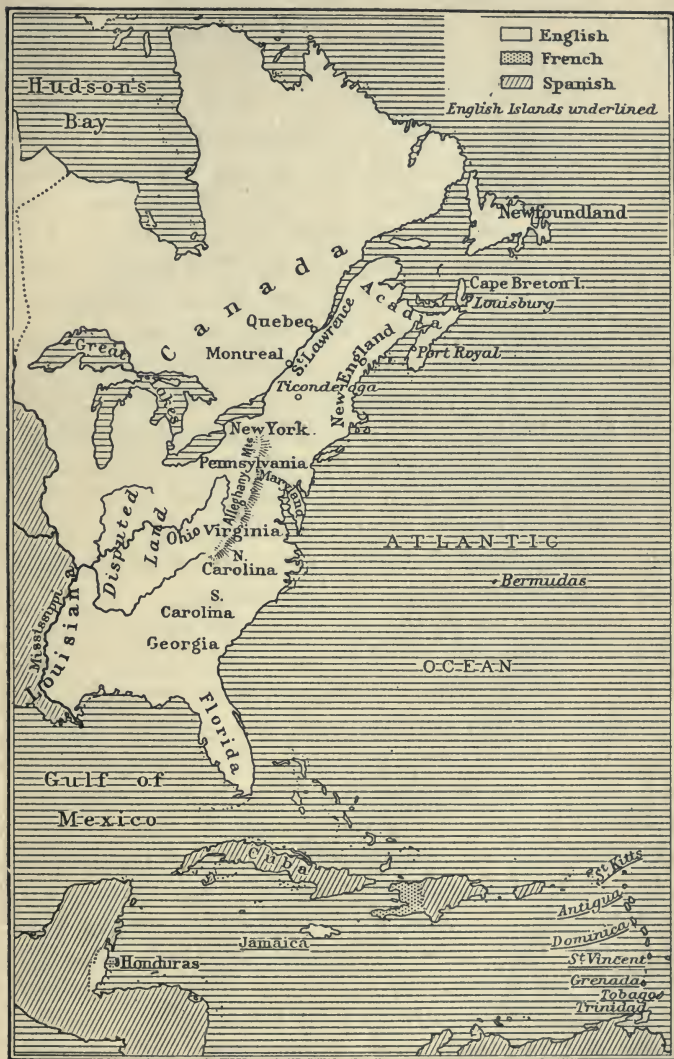 English
French
Spanish
English Islands underlined
Hudson's
Bay
Newfoundland
Canada
Cape Breton I.
Louisburg
Acadia
Quebec
St Lawrence
Montreal
Great
Lakes
Port Royal
New England
Ticonderoga
New York
Pennsylvania
Alleghany Mts
Maryland
Disputed
Land
Ohio
Virginia
N.
Carolina
ATLANTIC
Bermudas
S.
Carolina
Mississippi
Louisiana
Georgia
OCEAN
Florida
Gulf of
Mexico
Cuba
St Kitts
Antigua
Dominica
St Vincent
Grenada
Tobago
Trinidad
Jamaica
Honduras